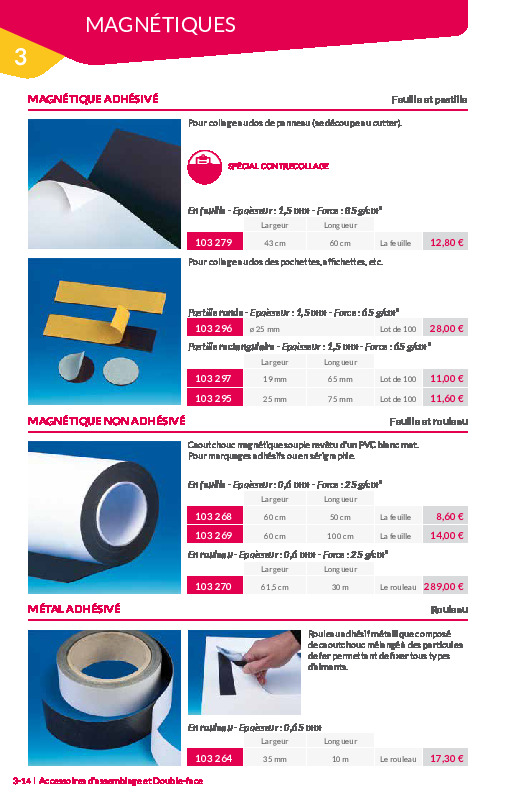 MAGNÉTIQUES
3
MAGNÉTIQUE ADHÉSIVÉ Feuille et pastille
Pour collage au dos de panneau (se découpe au cutter).
SPÉCIAL CONTRECOLLAGE
En feuille - Epaisseur : 1,5 mm - Force : 85 g/cm²
Largeur Longueur
103 279 43 cm 60 cm La feuille 12,80 €
Pour collage au dos des pochettes, affichettes, etc.
Pastille ronde - Epaisseur : 1,5 mm - Force : 65 g/cm²
103 296 ø 25 mm Lot de 100 28,00 €
Pastille rectangulaire - Epaisseur : 1,5 mm - Force : 65 g/cm²
Largeur Longueur
103 297 19 mm 65 mm Lot de 100 11,00 €
103 295 25 mm 75 mm Lot de 100 11,60 €
MAGNÉTIQUE NON ADHÉSIVÉ Feuille et rouleau
Caoutchouc magnétique souple revêtu d'un PVC blanc mat.
Pour marquages adhésifs ou en sérigraphie.
En feuille - Epaisseur : 0,6 mm - Force : 25 g/cm²
Largeur Longueur
103 268 60 cm 50 cm La feuille 8,60 €
103 269 60 cm 100 cm La feuille 14,00 €
En rouleau - Epaisseur : 0,6 mm - Force : 25 g/cm²
Largeur Longueur
103 270 61,5 cm 30 m Le rouleau 289,00 €
MÉTAL ADHÉSIVÉ Rouleau
Rouleau adhésif métallique composé
de caoutchouc mélangé à des particules
de fer permettant de fixer tous types
d'aimants.
En rouleau - Epaisseur : 0,65 mm
Largeur Longueur
103 264 35 mm 10 m Le rouleau 17,30 €
3-14 I Accessoires d'assemblage et Double-face